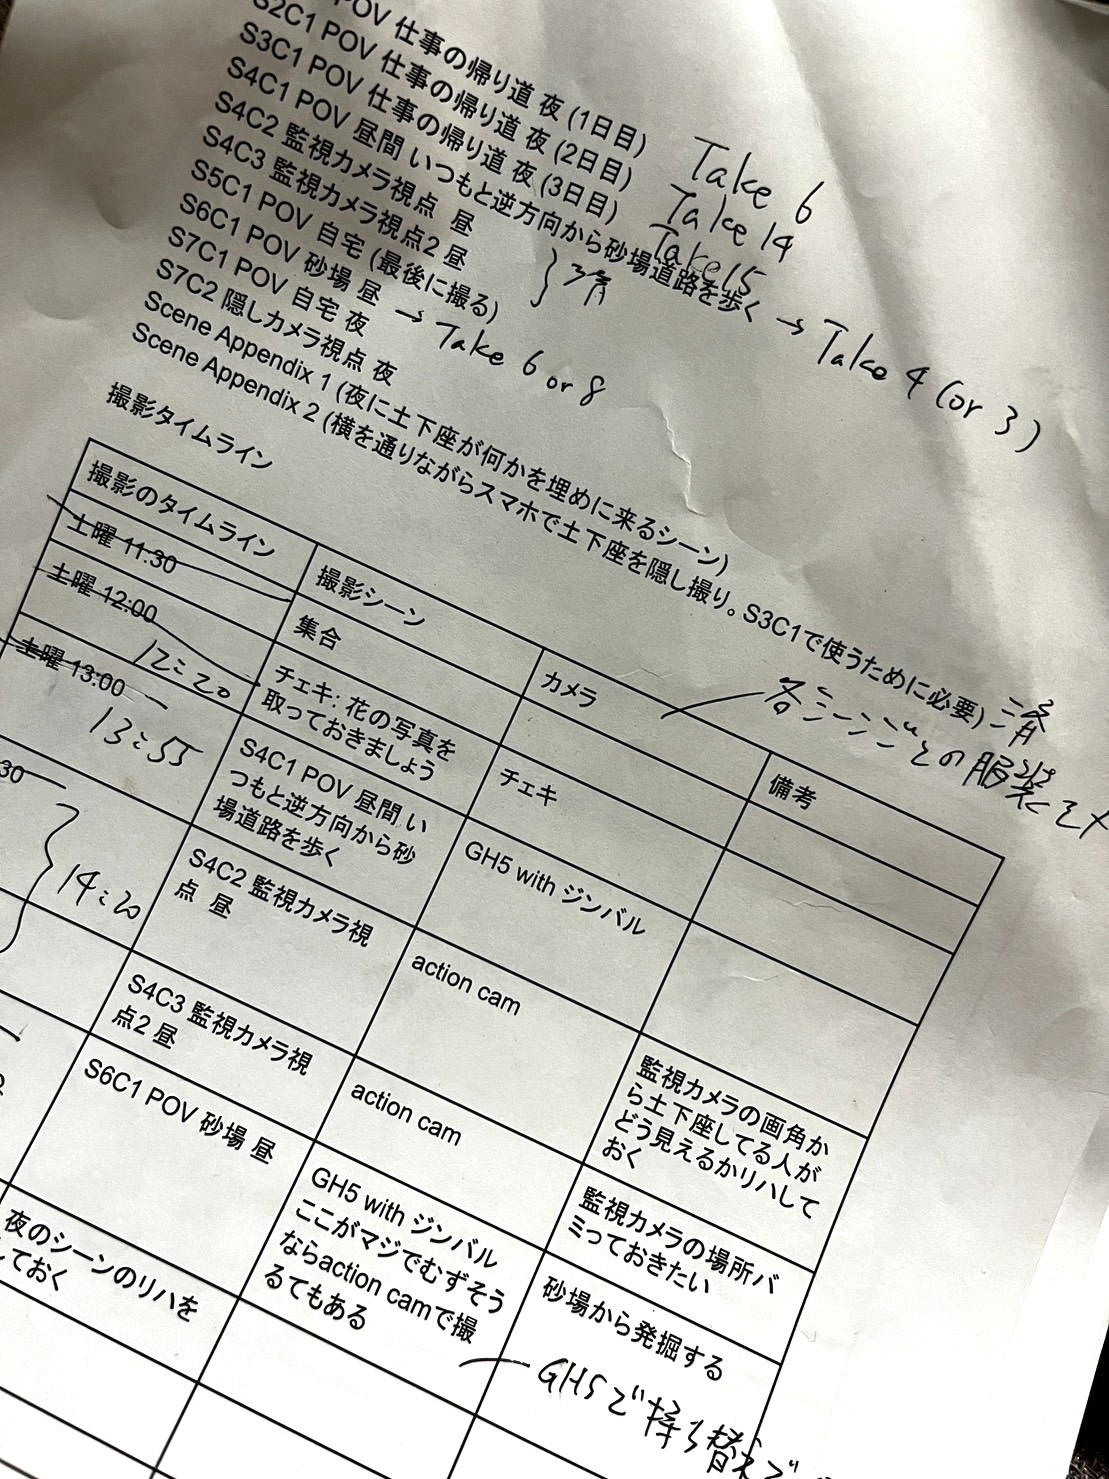 POV 仕事の帰り道 夜 (1日目) Take 6
S2C1 POV 仕事の帰り道 夜 (2日目) Take 14
S3C1 POV 仕事の帰り道 夜 (3日目) Take 15
S4C1 POV 昼間 いつもと逆方向から砂場道路を歩く → Take 4 (or 3)
S4C2 監視カメラ視点 昼
S4C3 監視カメラ視点2 昼 } 済
S5C1 POV 自宅 (最後に撮る)
S6C1 POV 砂場 昼 → Take 6 or 8
S7C1 POV 自宅 夜
S7C2 隠しカメラ視点 夜
Scene Appendix 1 (夜に土下座が何かを埋めに来るシーン)
Scene Appendix 2 (横を通りながらスマホで土下座を隠し撮り。S3C1で使うために必要) 済
撮影タイムライン
各シーンごとの服装
撮影のタイムライン
撮影シーン
カメラ
備考
土曜 11:30
集合
土曜 12:00
12:20
チェキ: 花の写真を
取っておきましょう
チェキ
土曜 13:00
13:55
S4C1 POV 昼間 い
つもと逆方向から砂
場道路を歩く
GH5 with ジンバル
30
} 14:20
S4C2 監視カメラ視
点 昼
action cam
監視カメラの画角か
ら土下座してる人が
どう見えるかリハして
おく
S4C3 監視カメラ視
点2 昼
action cam
監視カメラの場所バ
ミっておきたい
S6C1 POV 砂場 昼
GH5 with ジンバル
ここがマジでむずそう
ならaction camで撮
るてもある
砂場から発掘する
GH5で持ち替えで
夜のシーンのリハを
しておく